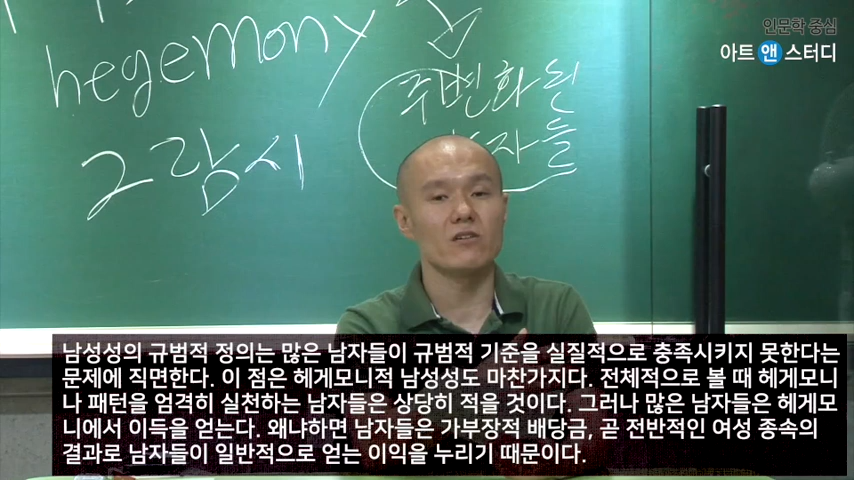 인문학 중심
아트 앤 스터디
hegemony
주변화된
자들
그람시
남성성의 규범적 정의는 많은 남자들이 규범적 기준을 실질적으로 충족시키지 못한다는
문제에 직면한다. 이 점은 헤게모니적 남성성도 마찬가지다. 전체적으로 볼 때 헤게모니
나 패턴을 엄격히 실천하는 남자들은 상당히 적을 것이다. 그러나 많은 남자들은 헤게모
니에서 이득을 얻는다. 왜냐하면 남자들은 가부장적 배당금, 곧 전반적인 여성 종속의
결과로 남자들이 일반적으로 얻는 이익을 누리기 때문이다.